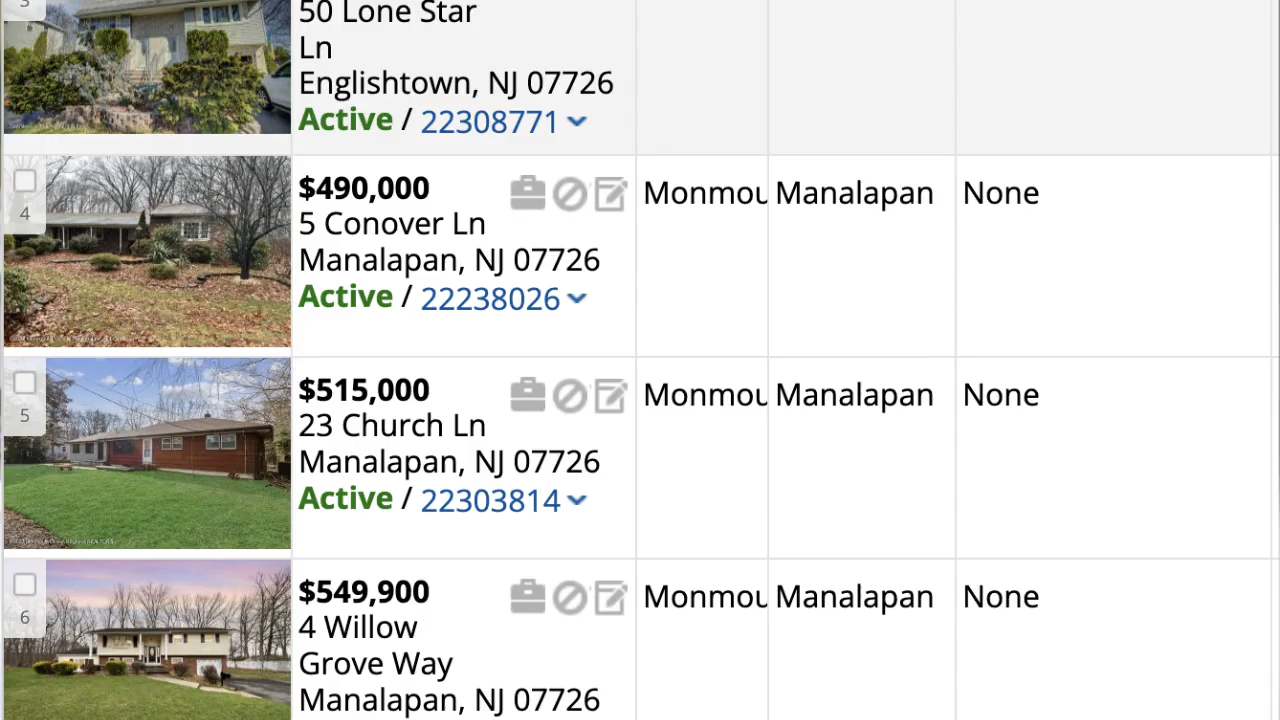 3
50 Lone Star
Ln
Englishtown, NJ 07726
Active / 22308771
4
$490,000
5 Conover Ln
Manalapan, NJ 07726
Active / 22238026
Monmou
Manalapan
None
5
$515,000
23 Church Ln
Manalapan, NJ 07726
Active / 22303814
Monmou
Manalapan
None
6
$549,900
4 Willow
Grove Way
Manalapan, NJ 07726
Monmou
Manalapan
None